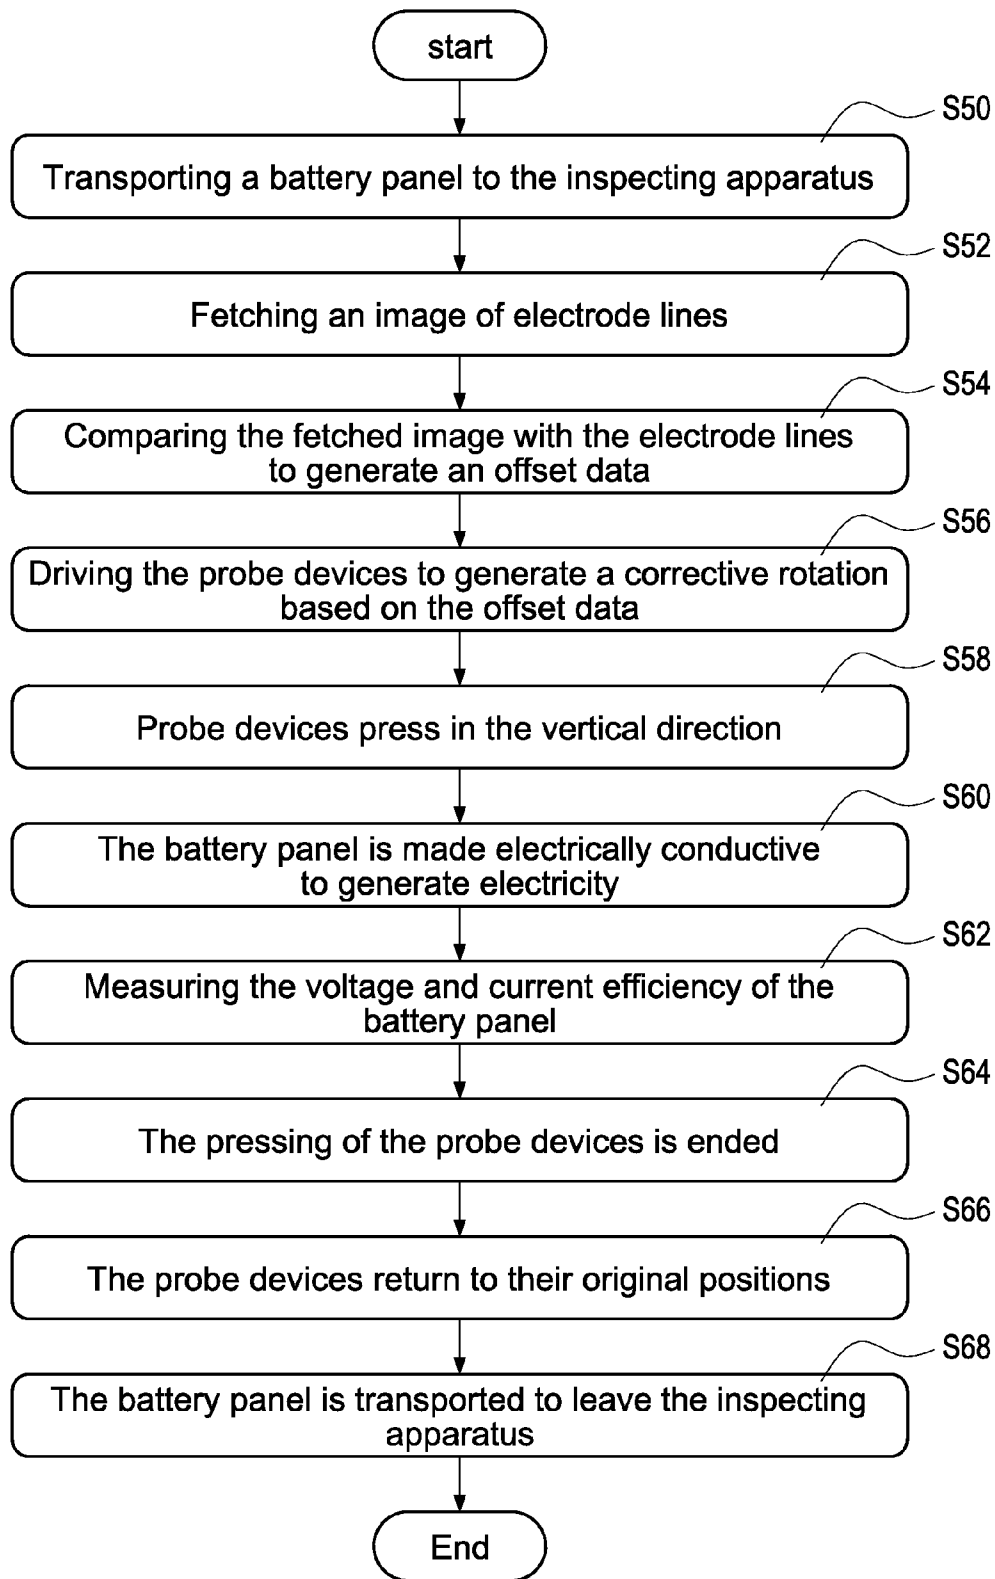 start
S50
Transporting a battery panel to the inspecting apparatus
S52
Fetching an image of electrode lines
S54
Comparing the fetched image with the electrode lines
to generate an offset data
S56
Driving the probe devices to generate a corrective rotation
based on the offset data
S58
Probe devices press in the vertical direction
S60
The battery panel is made electrically conductive
to generate electricity
S62
Measuring the voltage and current efficiency of the
battery panel
S64
The pressing of the probe devices is ended
S66
The probe devices return to their original positions
S68
The battery panel is transported to leave the inspecting
apparatus
End